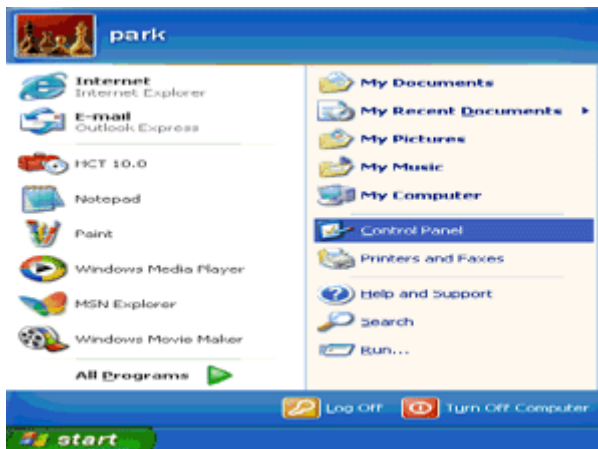 park
Internet
Internet Explorer
E-mail
Outlook Express
HCT 10.0
Notepad
Paint
Windows Media Player
MSN Explorer
Windows Movie Maker
All Programs
My Documents
My Recent Documents
My Pictures
My Music
My Computer
Control Panel
Printers and Faxes
Help and Support
Search
Run...
Log Off
Turn Off Computer
start